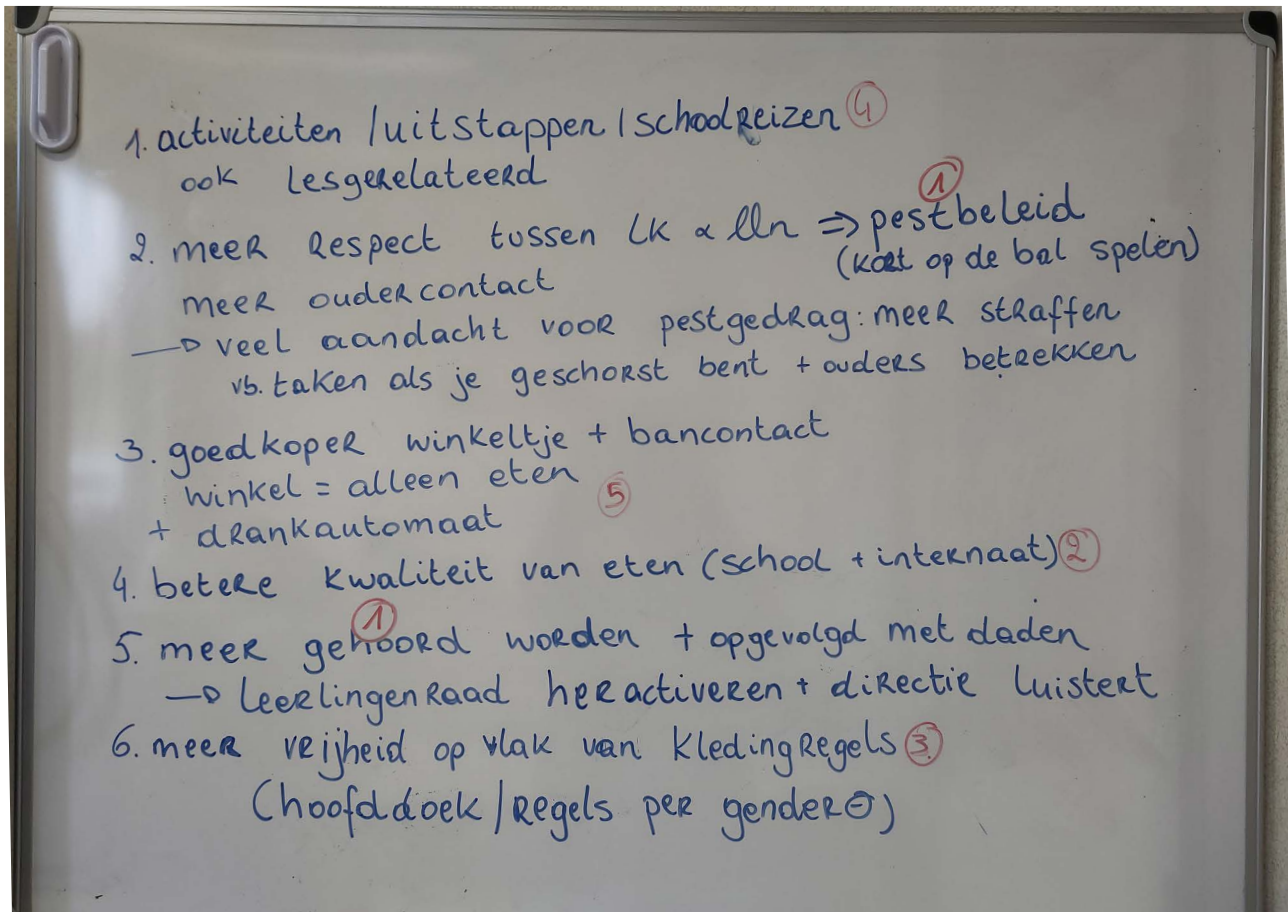 1. activiteiten / uitstappen / schoolreizen ④
ook lesgerelateerd
①
2. meer respect tussen lk & lln ⇒ pestbeleid
(kort op de bal spelen)
meer oudercontact
→ veel aandacht voor pestgedrag: meer straffen
vb. taken als je geschorst bent + ouders betrekken
3. goedkoper winkeltje + bancontact
winkel = alleen eten
⑤
+ drankautomaat
4. betere kwaliteit van eten (school + internaat) ②
①
5. meer gehoord worden + opgevolgd met daden
→ leerlingenraad heractiveren + directie luistert
6. meer vrijheid op vlak van kledingregels ③
(hoofddoek / regels per gender ⊖)